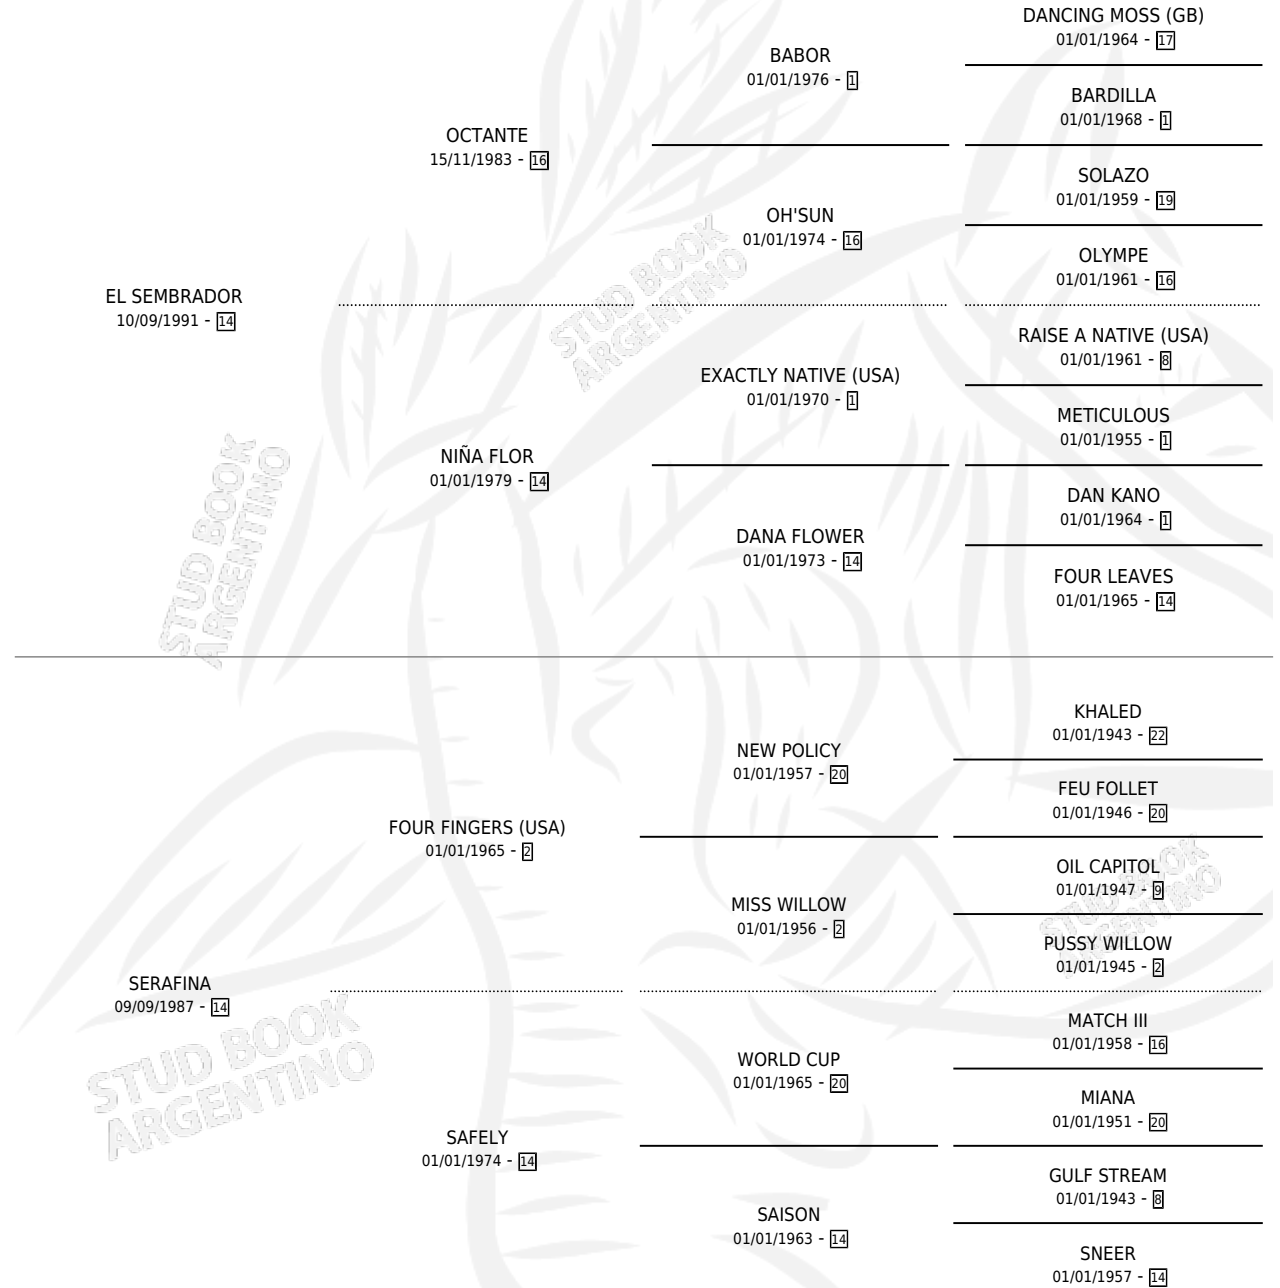 DANCING MOSS (GB)
01/01/1964 - 17
BABOR
01/01/1976 - 1
BARDILLA
01/01/1968 - 1
OCTANTE
15/11/1983 - 16
SOLAZO
01/01/1959 - 19
OH'SUN
01/01/1974 - 16
OLYMPE
01/01/1961 - 16
EL SEMBRADOR
10/09/1991 - 14
RAISE A NATIVE (USA)
01/01/1961 - 8
EXACTLY NATIVE (USA)
01/01/1970 - 1
METICULOUS
01/01/1955 - 1
NIÑA FLOR
01/01/1979 - 14
DAN KANO
01/01/1964 - 1
DANA FLOWER
01/01/1973 - 14
FOUR LEAVES
01/01/1965 - 14
KHALED
01/01/1943 - 22
NEW POLICY
01/01/1957 - 20
FEU FOLLET
01/01/1946 - 20
FOUR FINGERS (USA)
01/01/1965 - 2
OIL CAPITOL
01/01/1947 - 9
MISS WILLOW
01/01/1956 - 2
PUSSY WILLOW
01/01/1945 - 2
SERAFINA
09/09/1987 - 14
MATCH III
01/01/1958 - 16
WORLD CUP
01/01/1965 - 20
MIANA
01/01/1951 - 20
SAFELY
01/01/1974 - 14
GULF STREAM
01/01/1943 - 8
SAISON
01/01/1963 - 14
SNEER
01/01/1957 - 14
STUD BOOK
ARGENTINO
STUD BOOK
ARGENTINO
STUD BOOK
ARGENTINO
STUD BOOK
ARGENTINO